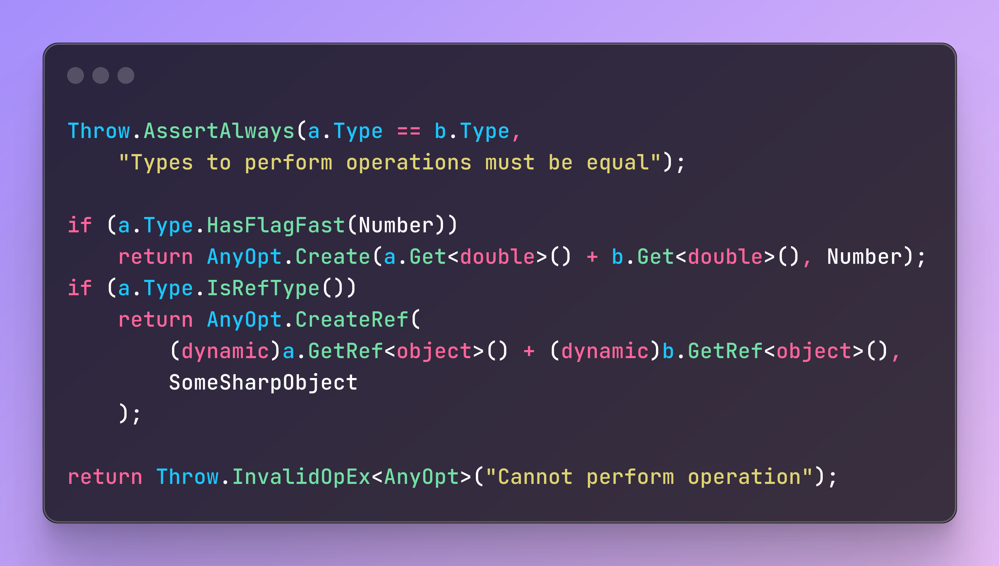 Throw.AssertAlways(a.Type == b.Type,
    "Types to perform operations must be equal");

if (a.Type.HasFlagFast(Number))
    return AnyOpt.Create(a.Get<double>() + b.Get<double>(), Number);
if (a.Type.IsRefType())
    return AnyOpt.CreateRef(
        (dynamic)a.GetRef<object>() + (dynamic)b.GetRef<object>(),
        SomeSharpObject
    );

return Throw.InvalidOpEx<AnyOpt>("Cannot perform operation");